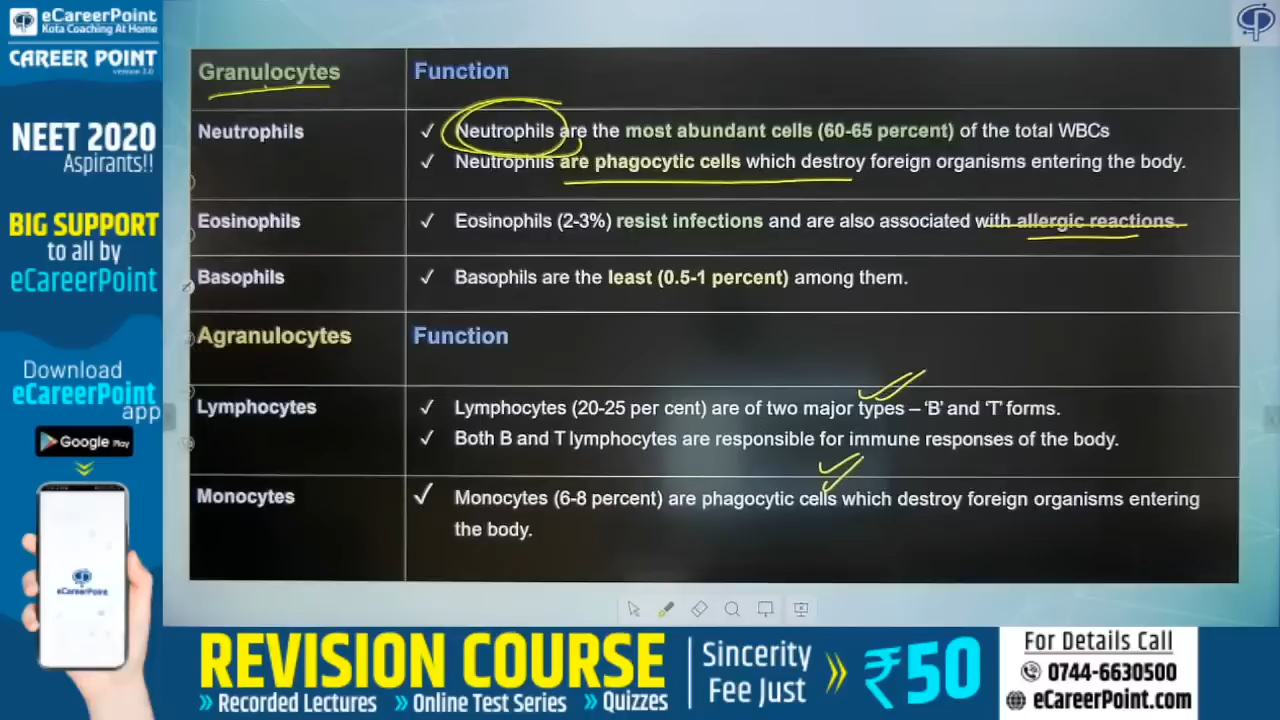 eCareerPoint
Kota Coaching At Home
CAREER POINT
version 2.0
NEET 2020
Aspirants!!
BIG SUPPORT
to all by
eCareerPoint
Download
eCareerPoint
app
Google Play
eCareerPoint
Granulocytes
Function
Neutrophils
✓ Neutrophils are the most abundant cells (60-65 percent) of the total WBCs
✓ Neutrophils are phagocytic cells which destroy foreign organisms entering the body.
Eosinophils
✓ Eosinophils (2-3%) resist infections and are also associated with allergic reactions.
Basophils
✓ Basophils are the least (0.5-1 percent) among them.
Agranulocytes
Function
Lymphocytes
✓ Lymphocytes (20-25 per cent) are of two major types – ‘B’ and ‘T’ forms.
✓ Both B and T lymphocytes are responsible for immune responses of the body.
Monocytes
✓ Monocytes (6-8 percent) are phagocytic cells which destroy foreign organisms entering
the body.
REVISION COURSE
» Recorded Lectures » Online Test Series » Quizzes
Sincerity
Fee Just
» ₹50
For Details Call
0744-6630500
eCareerPoint.com